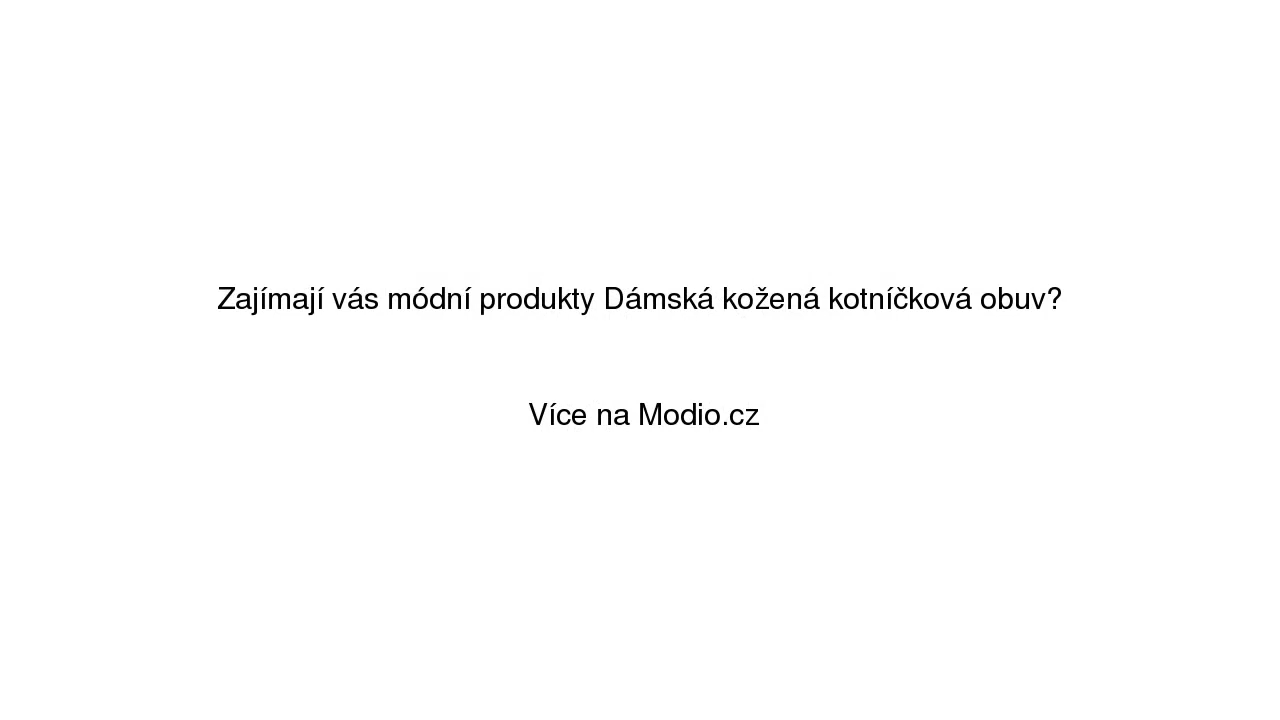 Zajímají vás módní produkty Dámská kožená kotníčková obuv?
Více na Modio.cz